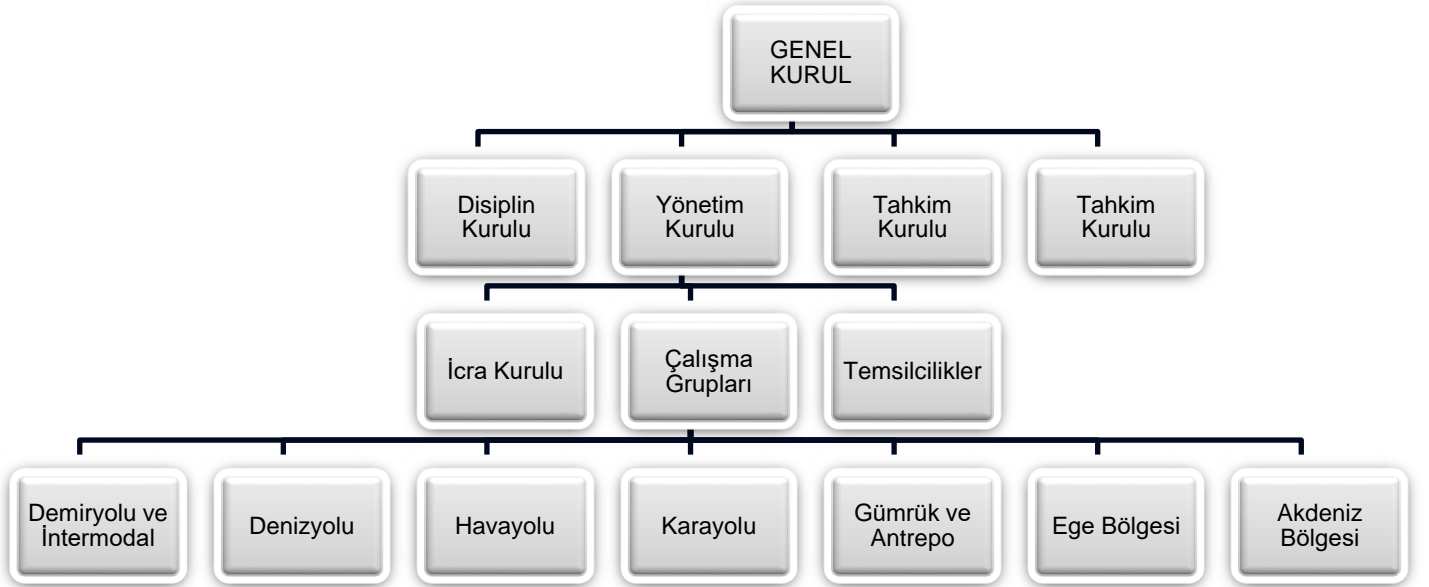 GENEL
KURUL
Disiplin
Kurulu
Yönetim
Kurulu
Tahkim
Kurulu
Tahkim
Kurulu
İcra Kurulu
Çalışma
Grupları
Temsilcilikler
Demiryolu ve
İntermodal
Denizyolu
Havayolu
Karayolu
Gümrük ve
Antrepo
Ege Bölgesi
Akdeniz
Bölgesi